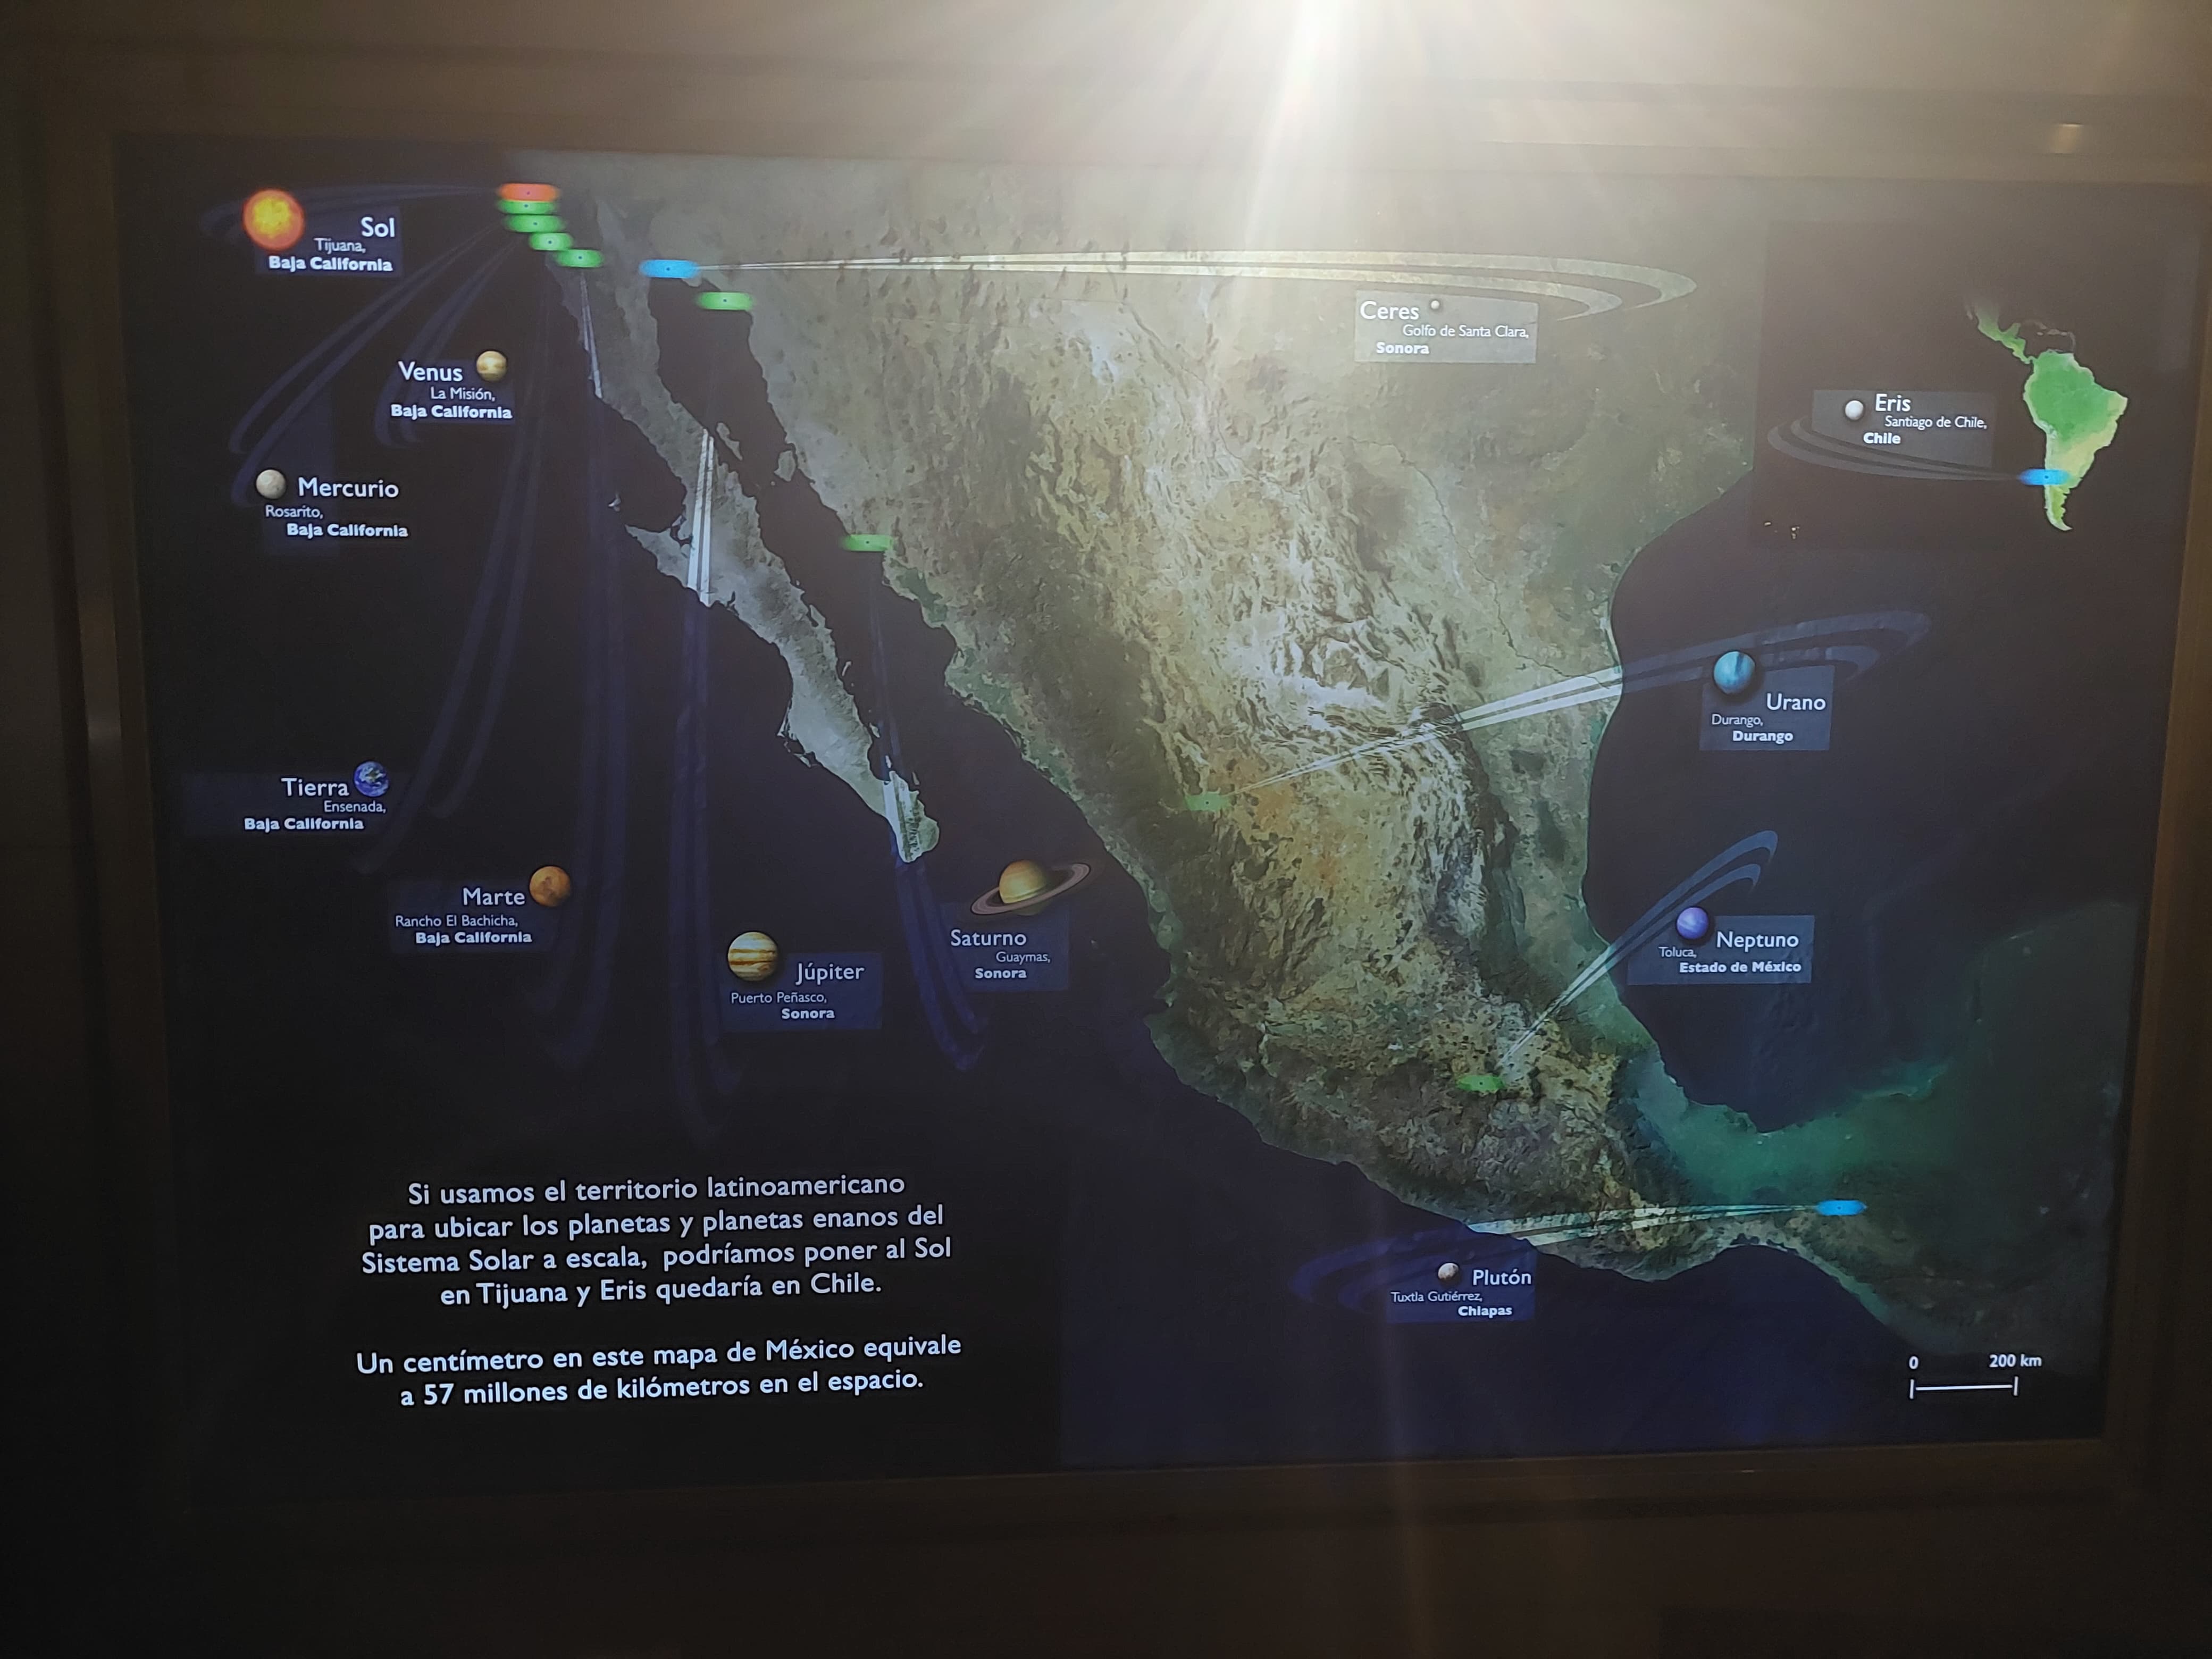 Sol
Tijuana,
Baja California
Venus
La Misión,
Baja California
Mercurio
Rosarito,
Baja California
Tierra
Ensenada,
Baja California
Marte
Rancho El Bachicha,
Baja California
Júpiter
Puerto Peñasco,
Sonora
Saturno
Guaymas,
Sonora
Ceres
Golfo de Santa Clara,
Sonora
Eris
Santiago de Chile,
Chile
Urano
Durango,
Durango
Neptuno
Toluca,
Estado de México
Plutón
Tuxtla Gutiérrez,
Chiapas
Si usamos el territorio latinoamericano
para ubicar los planetas y planetas enanos del
Sistema Solar a escala, podríamos poner al Sol
en Tijuana y Eris quedaría en Chile.
Un centímetro en este mapa de México equivale
a 57 millones de kilómetros en el espacio.
0 200 km